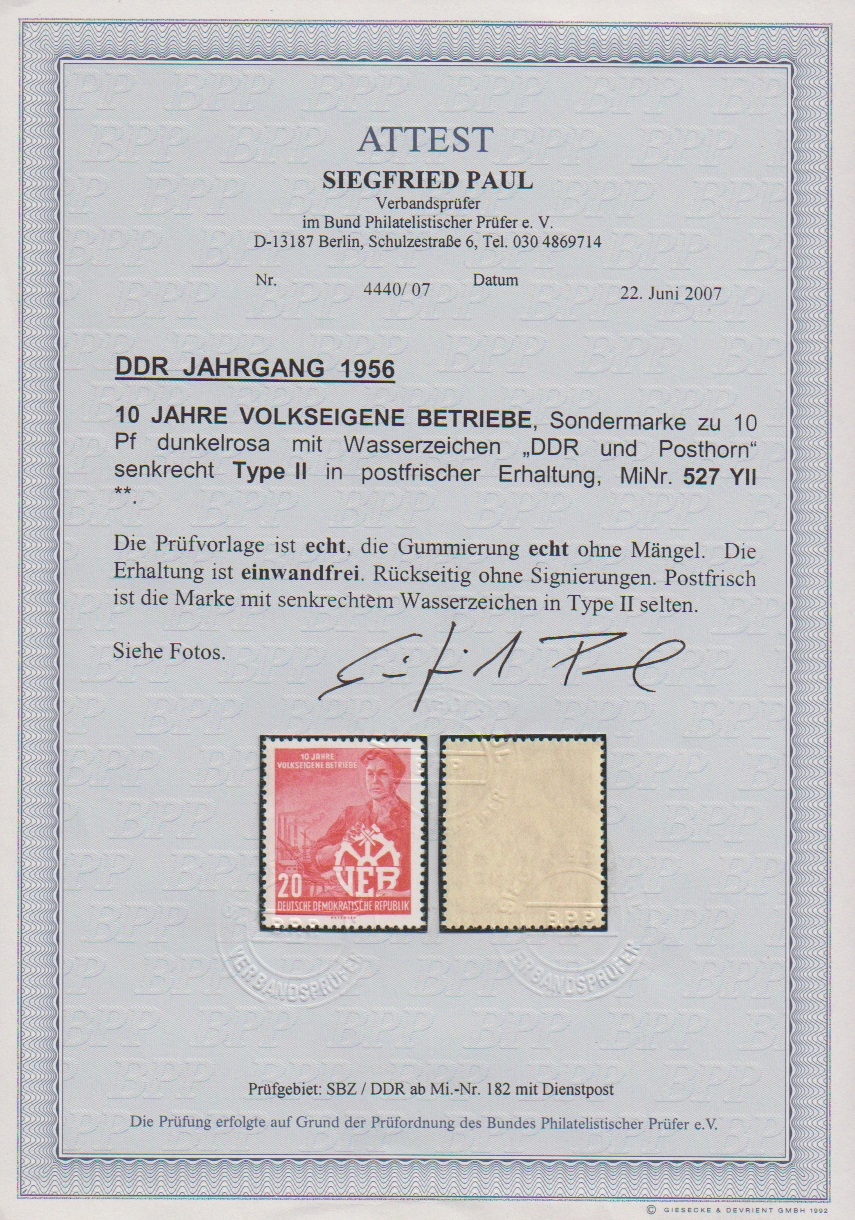 ATTEST
SIEGFRIED PAUL
Verbandsprüfer
im Bund Philatelistischer Prüfer e. V.
D-13187 Berlin, Schulzestraße 6, Tel. 030 4869714
Nr. 4440/ 07 Datum 22. Juni 2007
DDR JAHRGANG 1956
10 JAHRE VOLKSEIGENE BETRIEBE, Sondermarke zu 10
Pf dunkelrosa mit Wasserzeichen „DDR und Posthorn“
senkrecht Type II in postfrischer Erhaltung, MiNr. 527 YII
**.
Die Prüfvorlage ist echt, die Gummierung echt ohne Mängel. Die
Erhaltung ist einwandfrei. Rückseitig ohne Signierungen. Postfrisch
ist die Marke mit senkrechtem Wasserzeichen in Type II selten.
Siehe Fotos.
10 JAHRE
VOLKSEIGENE BETRIEBE
VEB
20
DEUTSCHE DEMOKRATISCHE REPUBLIK
BPP
BPP
VERBANDSPRÜFER
VERBANDSPRÜFER
Prüfgebiet: SBZ / DDR ab Mi.-Nr. 182 mit Dienstpost
Die Prüfung erfolgte auf Grund der Prüfordnung des Bundes Philatelistischer Prüfer e.V.
© GIESECKE & DEVRIENT GMBH 1992